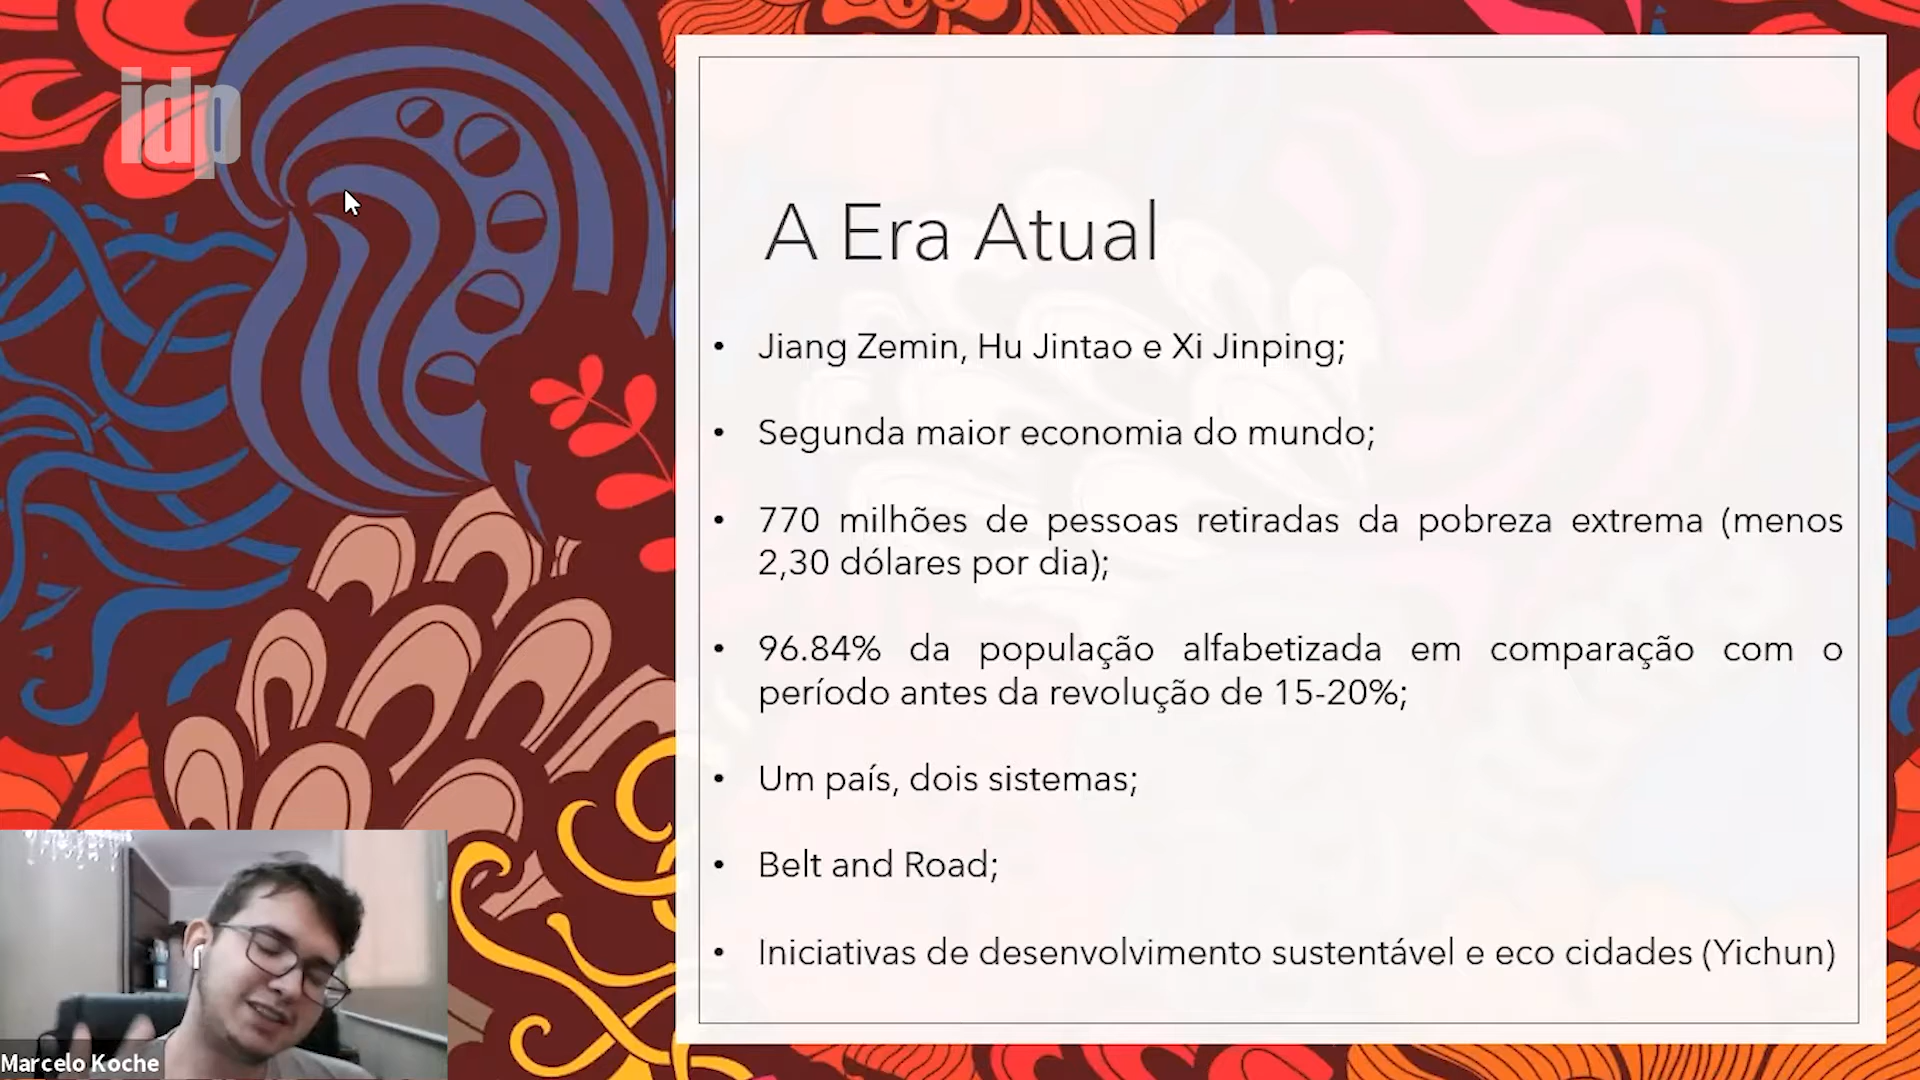 idp
A Era Atual
• Jiang Zemin, Hu Jintao e Xi Jinping;
• Segunda maior economia do mundo;
• 770 milhões de pessoas retiradas da pobreza extrema (menos
2,30 dólares por dia);
• 96.84% da população alfabetizada em comparação com o
período antes da revolução de 15-20%;
• Um país, dois sistemas;
• Belt and Road;
• Iniciativas de desenvolvimento sustentável e eco cidades (Yichun)
Marcelo Koche